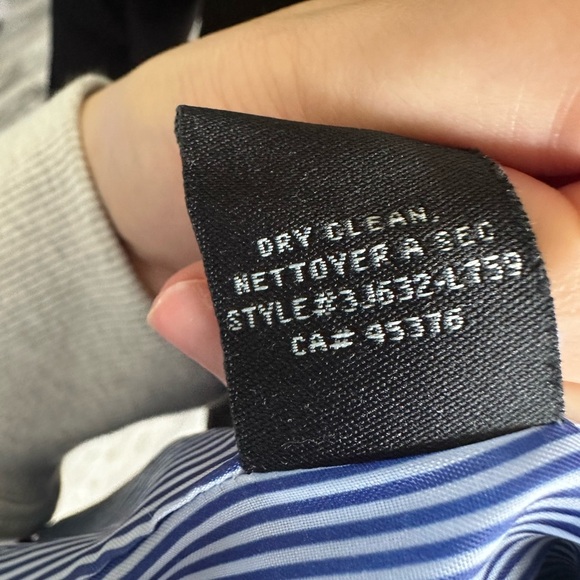 DRY CLEAN.
NETTOYER A SEC
STYLE#3J632-L759
CA# 45376